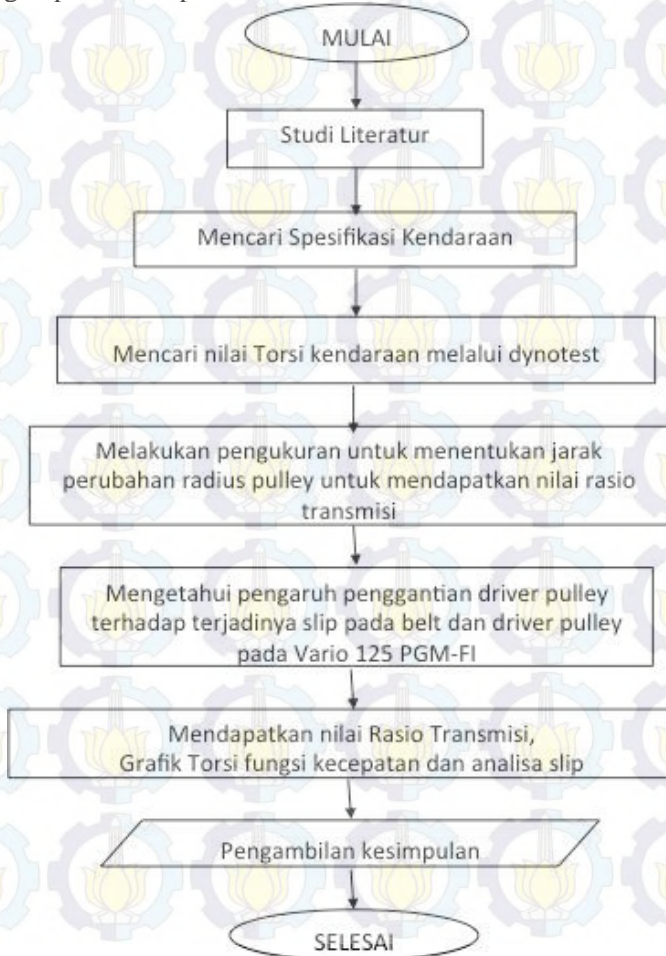 MULAI
Studi Literatur
Mencari Spesifikasi Kendaraan
Mencari nilai Torsi kendaraan melalui dynotest
Melakukan pengukuran untuk menentukan jarak
perubahan radius pulley untuk mendapatkan nilai rasio
transmisi
Mengetahui pengaruh penggantian driver pulley
terhadap terjadinya slip pada belt dan driver pulley
pada Vario 125 PGM-FI
Mendapatkan nilai Rasio Transmisi,
Grafik Torsi fungsi kecepatan dan analisa slip
Pengambilan kesimpulan
SELESAI